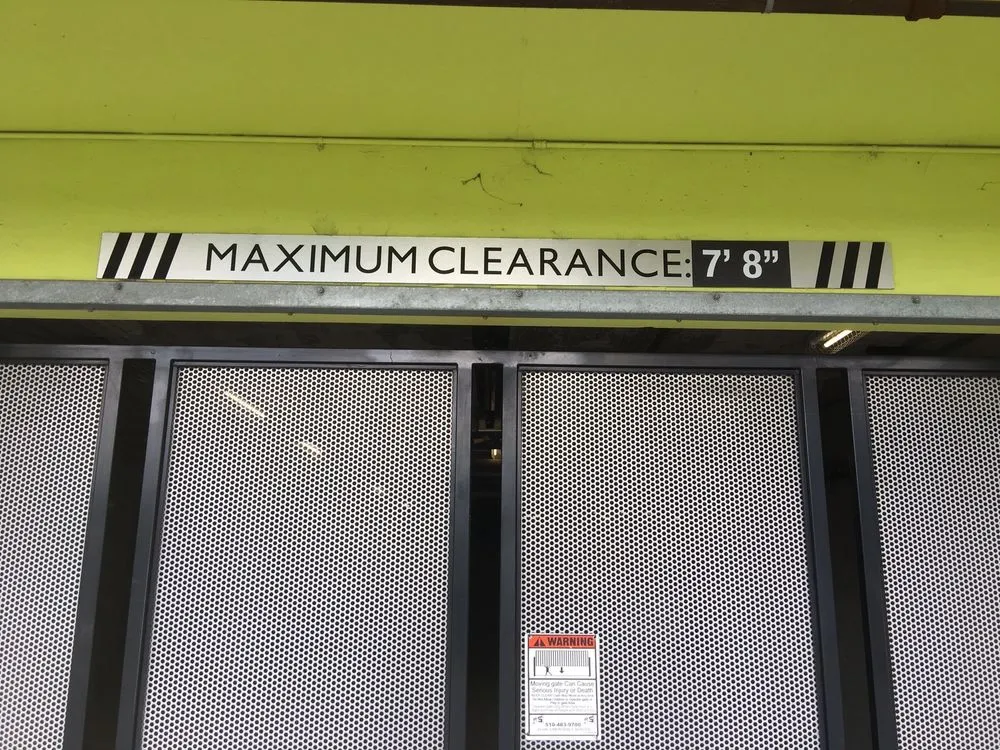 MAXIMUM CLEARANCE: 7’ 8”
WARNING
Moving gate Can Cause
Serious Injury or Death